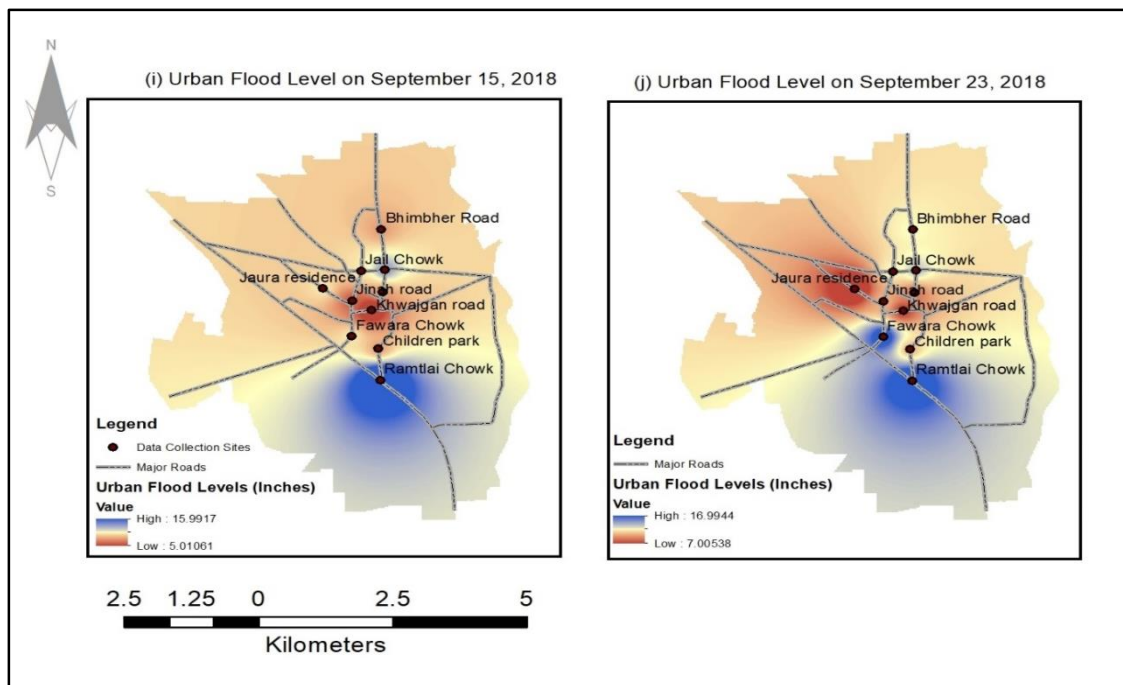 N
S
(i) Urban Flood Level on September 15, 2018
Bhimbher Road
Jail Chowk
Jaura residence
Jinah road
Khwajgan road
Fawara Chowk
Children park
Ramtlai Chowk
Legend
Data Collection Sites
Major Roads
Urban Flood Levels (Inches)
Value
High : 15.9917
Low : 5.01061
(j) Urban Flood Level on September 23, 2018
Bhimbher Road
Jail Chowk
Jaura residence
Jinah road
Khwajgan road
Fawara Chowk
Children park
Ramtlai Chowk
Legend
Major Roads
Urban Flood Levels (Inches)
Value
High : 16.9944
Low : 7.00538
2.5 1.25 0 2.5 5
Kilometers